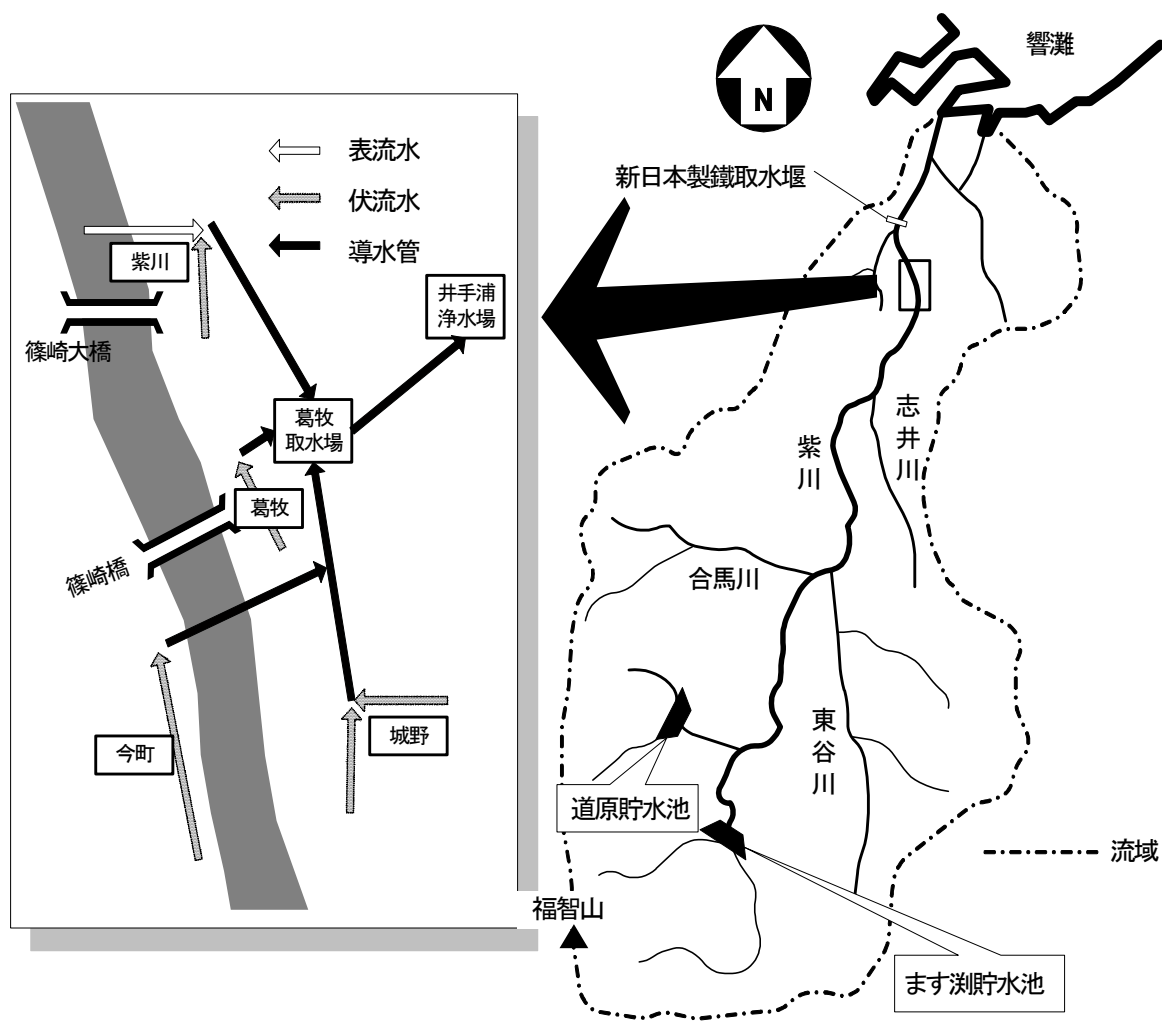 表流水
伏流水
導水管
紫川
篠崎大橋
井手浦
浄水場
葛牧
取水場
葛牧
篠崎橋
今町
城野
N
響灘
新日本製鐵取水堰
紫川
志井川
合馬川
東谷川
道原貯水池
流域
福智山
ます渕貯水池